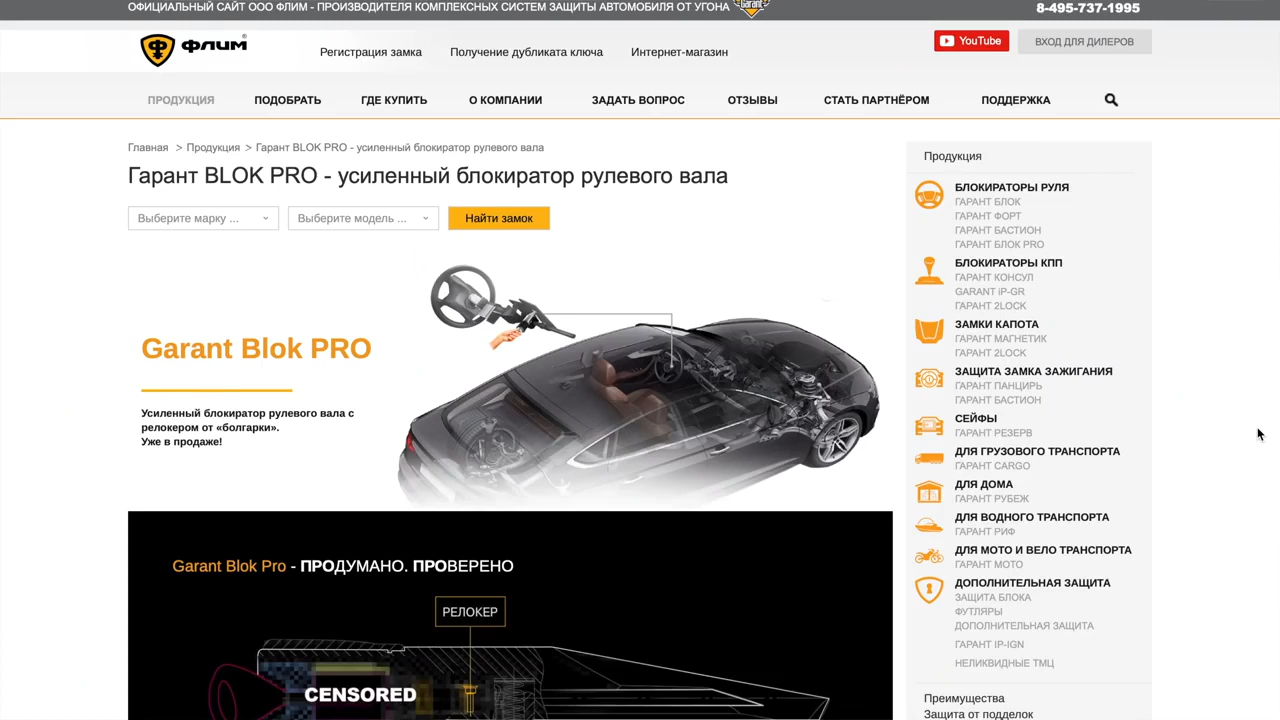 ОФИЦИАЛЬНЫЙ САЙТ ООО ФЛИМ - ПРОИЗВОДИТЕЛЯ КОМПЛЕКСНЫХ СИСТЕМ ЗАЩИТЫ АВТОМОБИЛЯ ОТ УГОНА
Garant
8-495-737-1995
ФЛИМ®
Регистрация замка
Получение дубликата ключа
Интернет-магазин
YouTube
ВХОД ДЛЯ ДИЛЕРОВ
ПРОДУКЦИЯ
ПОДОБРАТЬ
ГДЕ КУПИТЬ
О КОМПАНИИ
ЗАДАТЬ ВОПРОС
ОТЗЫВЫ
СТАТЬ ПАРТНЁРОМ
ПОДДЕРЖКА
Главная > Продукция > Гарант BLOK PRO - усиленный блокиратор рулевого вала
Гарант BLOK PRO - усиленный блокиратор рулевого вала
Выберите марку ...
Выберите модель ...
Найти замок
Garant Blok PRO
Усиленный блокиратор рулевого вала с
релокером от «болгарки».
Уже в продаже!
Garant Blok Pro - ПРОДУМАНО. ПРОВЕРЕНО
РЕЛОКЕР
CENSORED
Продукция
БЛОКИРАТОРЫ РУЛЯ
ГАРАНТ БЛОК
ГАРАНТ ФОРТ
ГАРАНТ БАСТИОН
ГАРАНТ БЛОК PRO
БЛОКИРАТОРЫ КПП
ГАРАНТ КОНСУЛ
GARANT iP-GR
ГАРАНТ 2LOCK
ЗАМКИ КАПОТА
ГАРАНТ МАГНЕТИК
ГАРАНТ 2LOCK
ЗАЩИТА ЗАМКА ЗАЖИГАНИЯ
ГАРАНТ ПАНЦИРЬ
ГАРАНТ БАСТИОН
СЕЙФЫ
ГАРАНТ РЕЗЕРВ
ДЛЯ ГРУЗОВОГО ТРАНСПОРТА
ГАРАНТ CARGO
ДЛЯ ДОМА
ГАРАНТ РУБЕЖ
ДЛЯ ВОДНОГО ТРАНСПОРТА
ГАРАНТ РИФ
ДЛЯ МОТО И ВЕЛО ТРАНСПОРТА
ГАРАНТ МОТО
ДОПОЛНИТЕЛЬНАЯ ЗАЩИТА
ЗАЩИТА БЛОКА
ФУТЛЯРЫ
ДОПОЛНИТЕЛЬНАЯ ЗАЩИТА
ГАРАНТ IP-IGN
НЕЛИКВИДНЫЕ ТМЦ
Преимущества
Защита от подделок